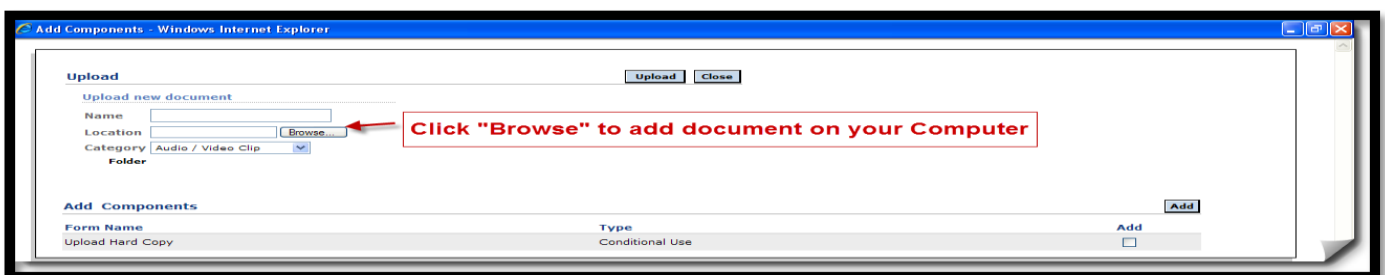 Add Components - Windows Internet Explorer
Upload Upload Close
Upload new document
Name
Location Browse...
Click "Browse" to add document on your Computer
Category Audio / Video Clip
Folder
Add Components Add
Form Name Type Add
Upload Hard Copy Conditional Use